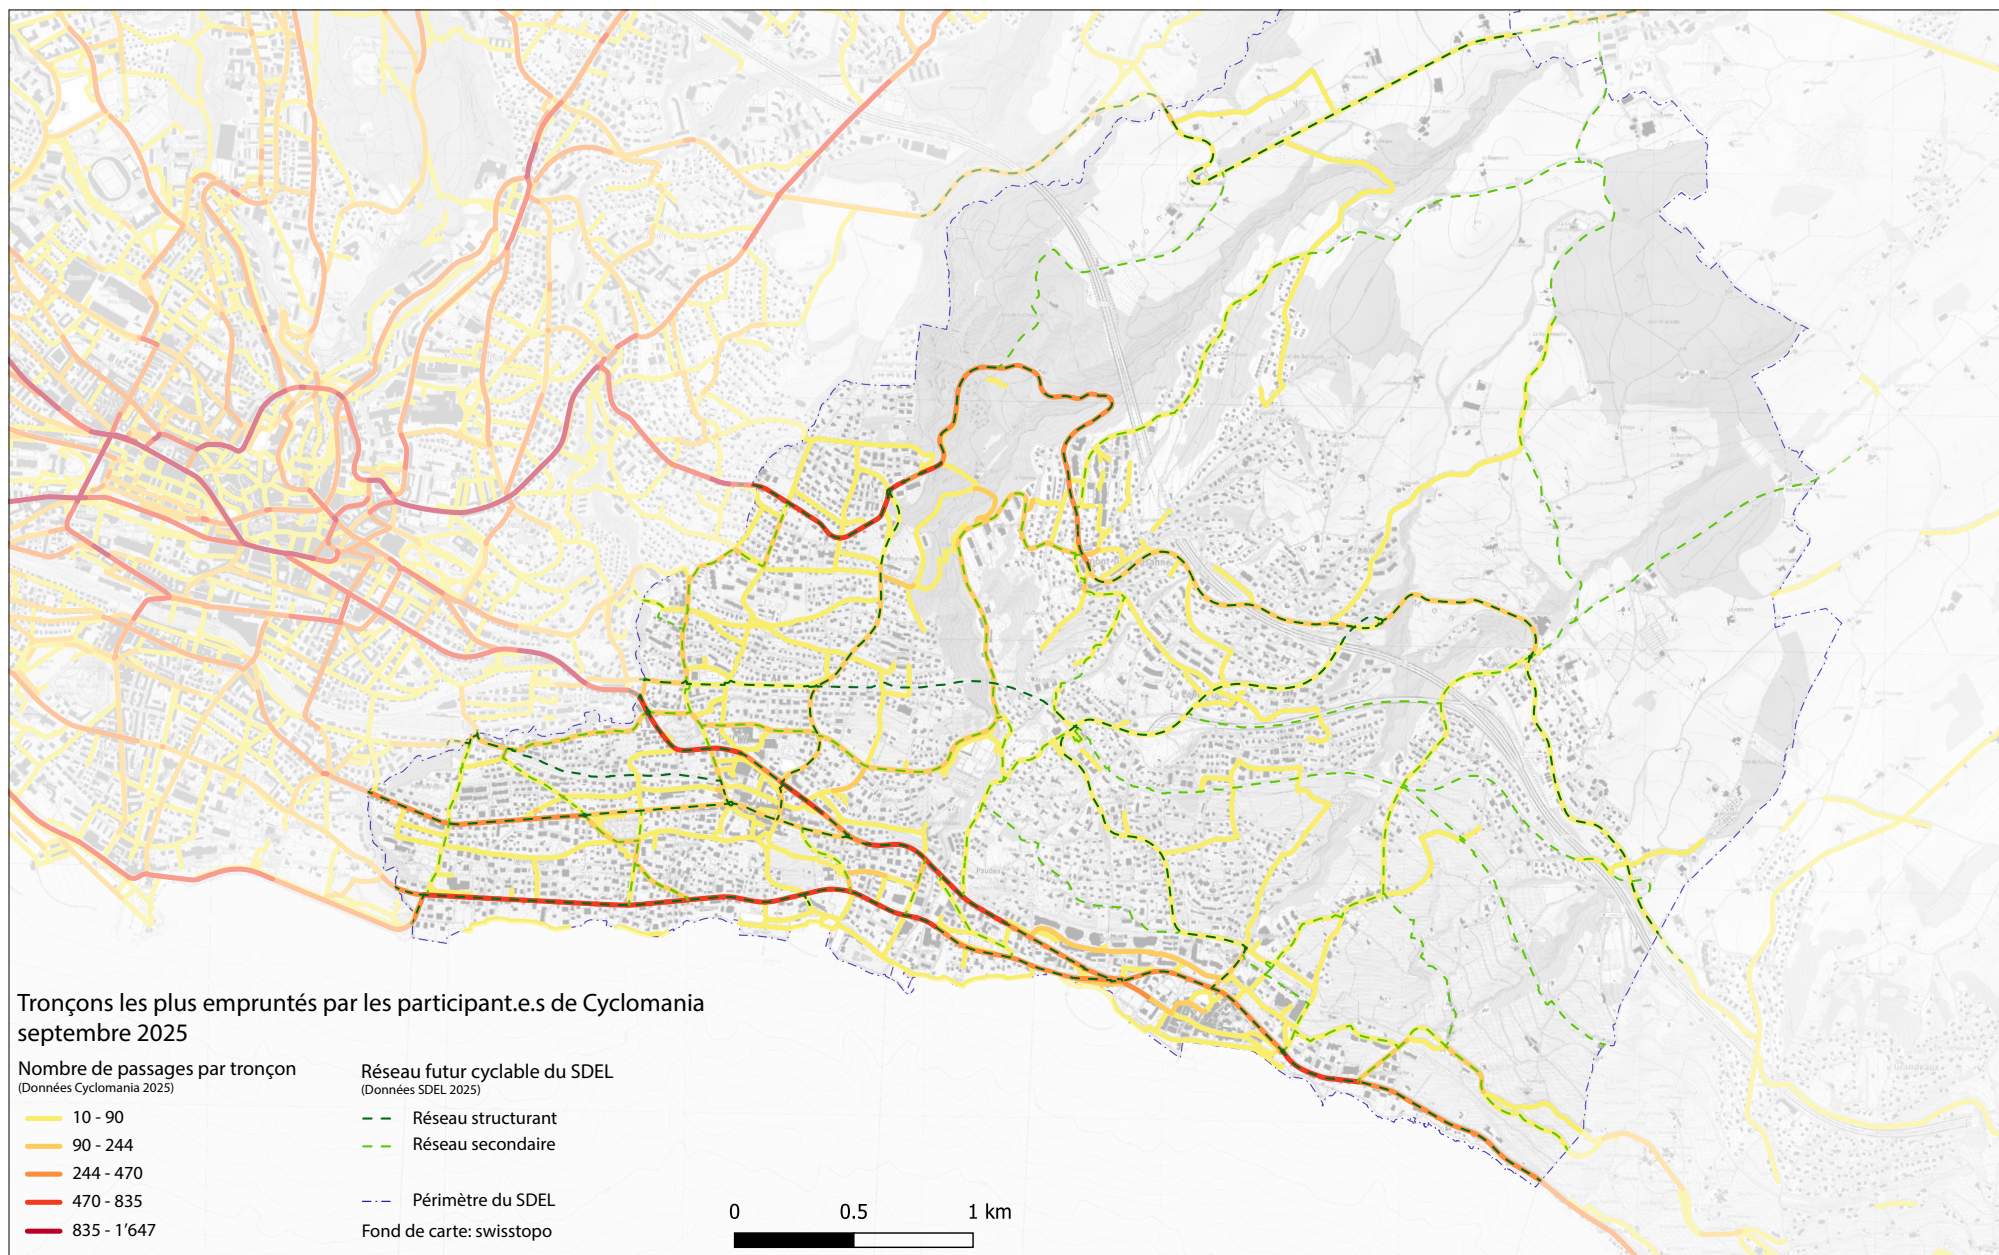 Paudex
Grandvaux
Tronçons les plus empruntés par les participant.e.s de Cyclomania
septembre 2025
Nombre de passages par tronçon
(Données Cyclomania 2025)
10 - 90
90 - 244
244 - 470
470 - 835
835 - 1'647
Réseau futur cyclable du SDEL
(Données SDEL 2025)
Réseau structurant
Réseau secondaire
Périmètre du SDEL
Fond de carte: swisstopo
0 0.5 1 km